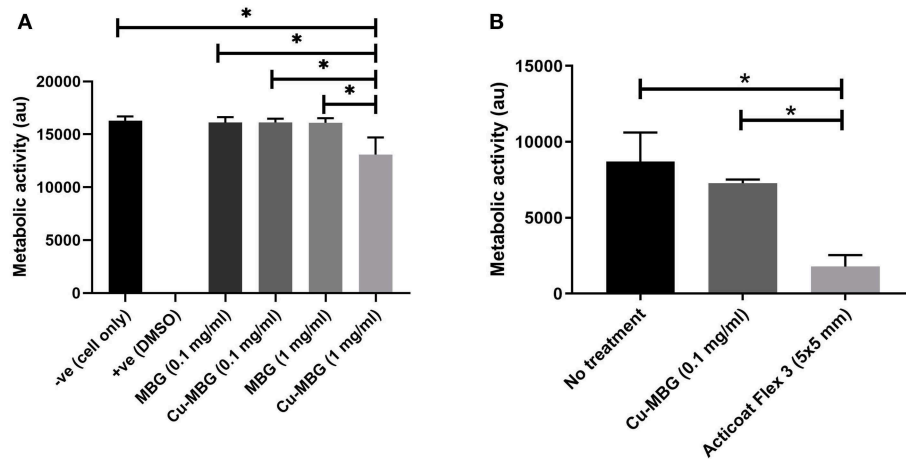 A
Metabolic activity (au)
20000
15000
10000
5000
0
*
*
*
*
-ve (cell only)
+ve (DMSO)
MBG (0.1 mg/ml)
Cu-MBG (0.1 mg/ml)
MBG (1 mg/ml)
Cu-MBG (1 mg/ml)
B
Metabolic activity (au)
15000
10000
5000
0
*
*
No treatment
Cu-MBG (0.1 mg/ml)
Acticoat Flex 3 (5x5 mm)